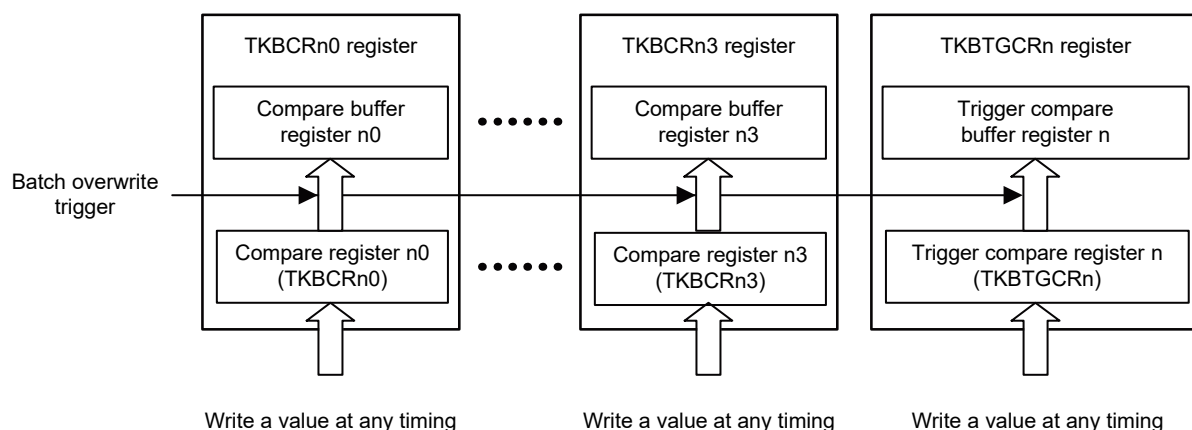 TKBCRn0 register
TKBCRn3 register
TKBTGCRn register
Compare buffer
register n0
Compare buffer
register n3
Trigger compare
buffer register n
Batch overwrite
trigger
Compare register n0
(TKBCRn0)
Compare register n3
(TKBCRn3)
Trigger compare register n
(TKBTGCRn)
Write a value at any timing
Write a value at any timing
Write a value at any timing